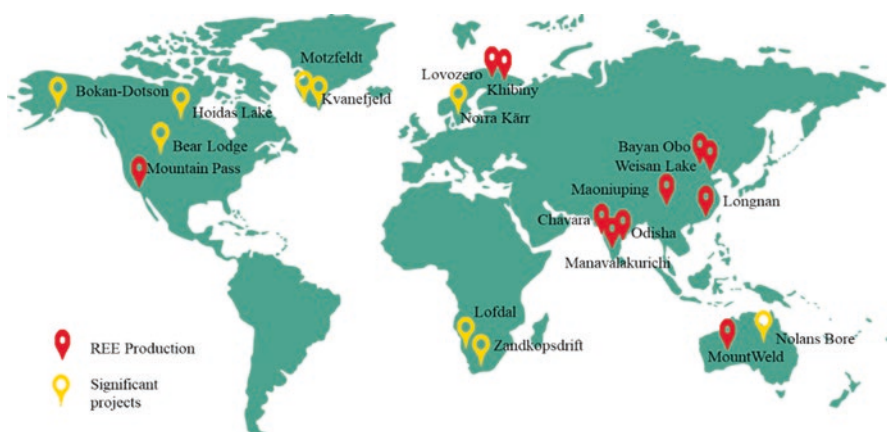 Motzfeldt
Lovozero
Khibiny
Bokan-Dotson
Hoidas Lake
Kvanefjeld
Norra Kärr
Bear Lodge
Mountain Pass
Bayan Obo
Weisan Lake
Maoniuping
Longnan
Chavara
Odisha
Manavalakurichi
Lofdal
Zandkopsdrift
Nolans Bore
MountWeld
REE Production
Significant
projects